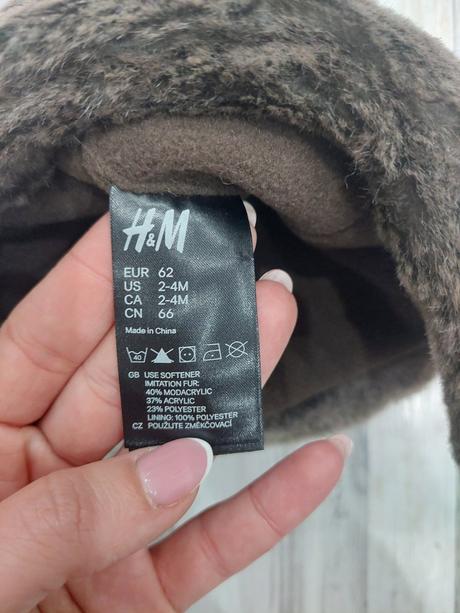 H&M
EUR 62
US 2-4M
CA 2-4M
CN 66
Made in China
40
GB USE SOFTENER
IMITATION FUR:
40% MODACRYLIC
37% ACRYLIC
23% POLYESTER
LINING: 100% POLYESTER
CZ POUŽIJTE ZMĚKČOVACÍ